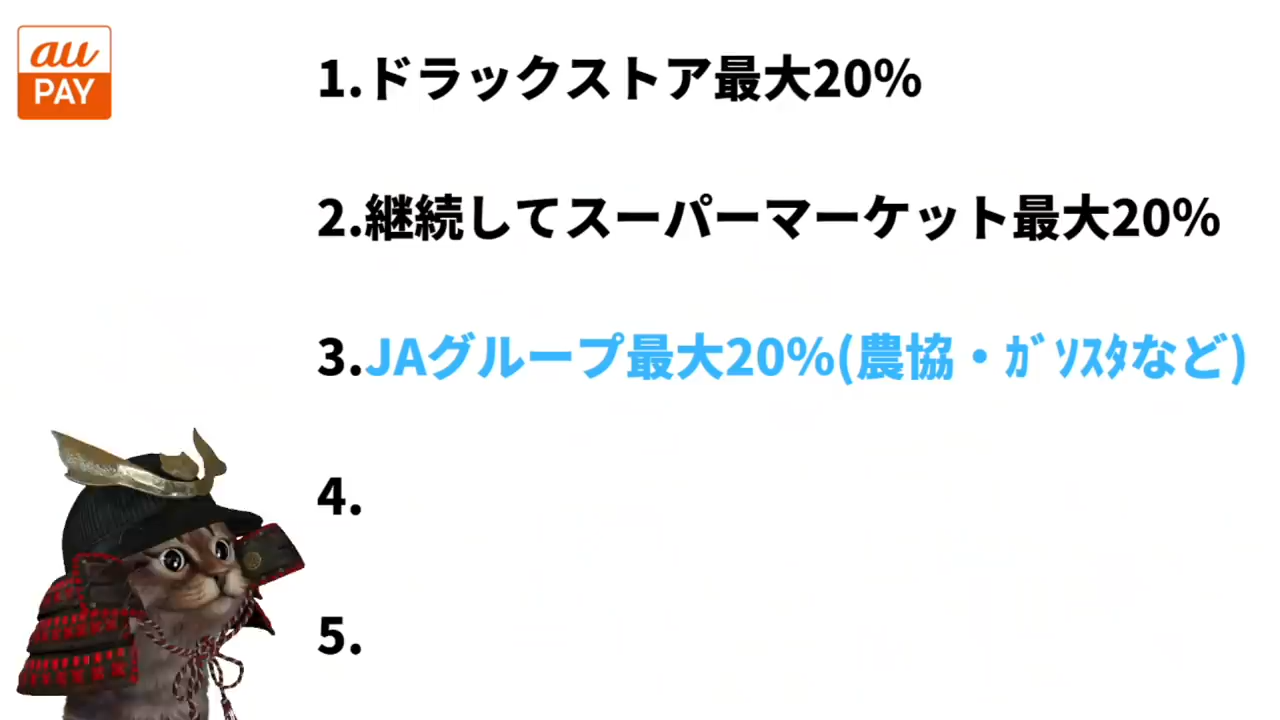 au
PAY
1.ドラックストア最大20%
2.継続してスーパーマーケット最大20%
3.JAグループ最大20%(農協・ｶﾞｿｽﾀなど)
4.
5.